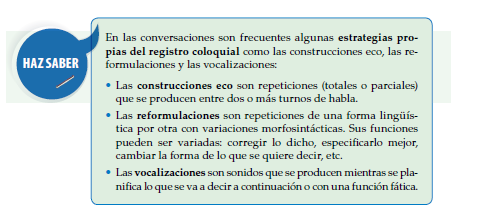 HAZ SABER
En las conversaciones son frecuentes algunas estrategias pro-
pias del registro coloquial como las construcciones eco, las re-
formulaciones y las vocalizaciones:
• Las construcciones eco son repeticiones (totales o parciales)
que se producen entre dos o más turnos de habla.
• Las reformulaciones son repeticiones de una forma lingüís-
tica por otra con variaciones morfosintácticas. Sus funciones
pueden ser variadas: corregir lo dicho, especificarlo mejor,
cambiar la forma de lo que se quiere decir, etc.
• Las vocalizaciones son sonidos que se producen mientras se pla-
nifica lo que se va a decir a continuación o con una función fática.